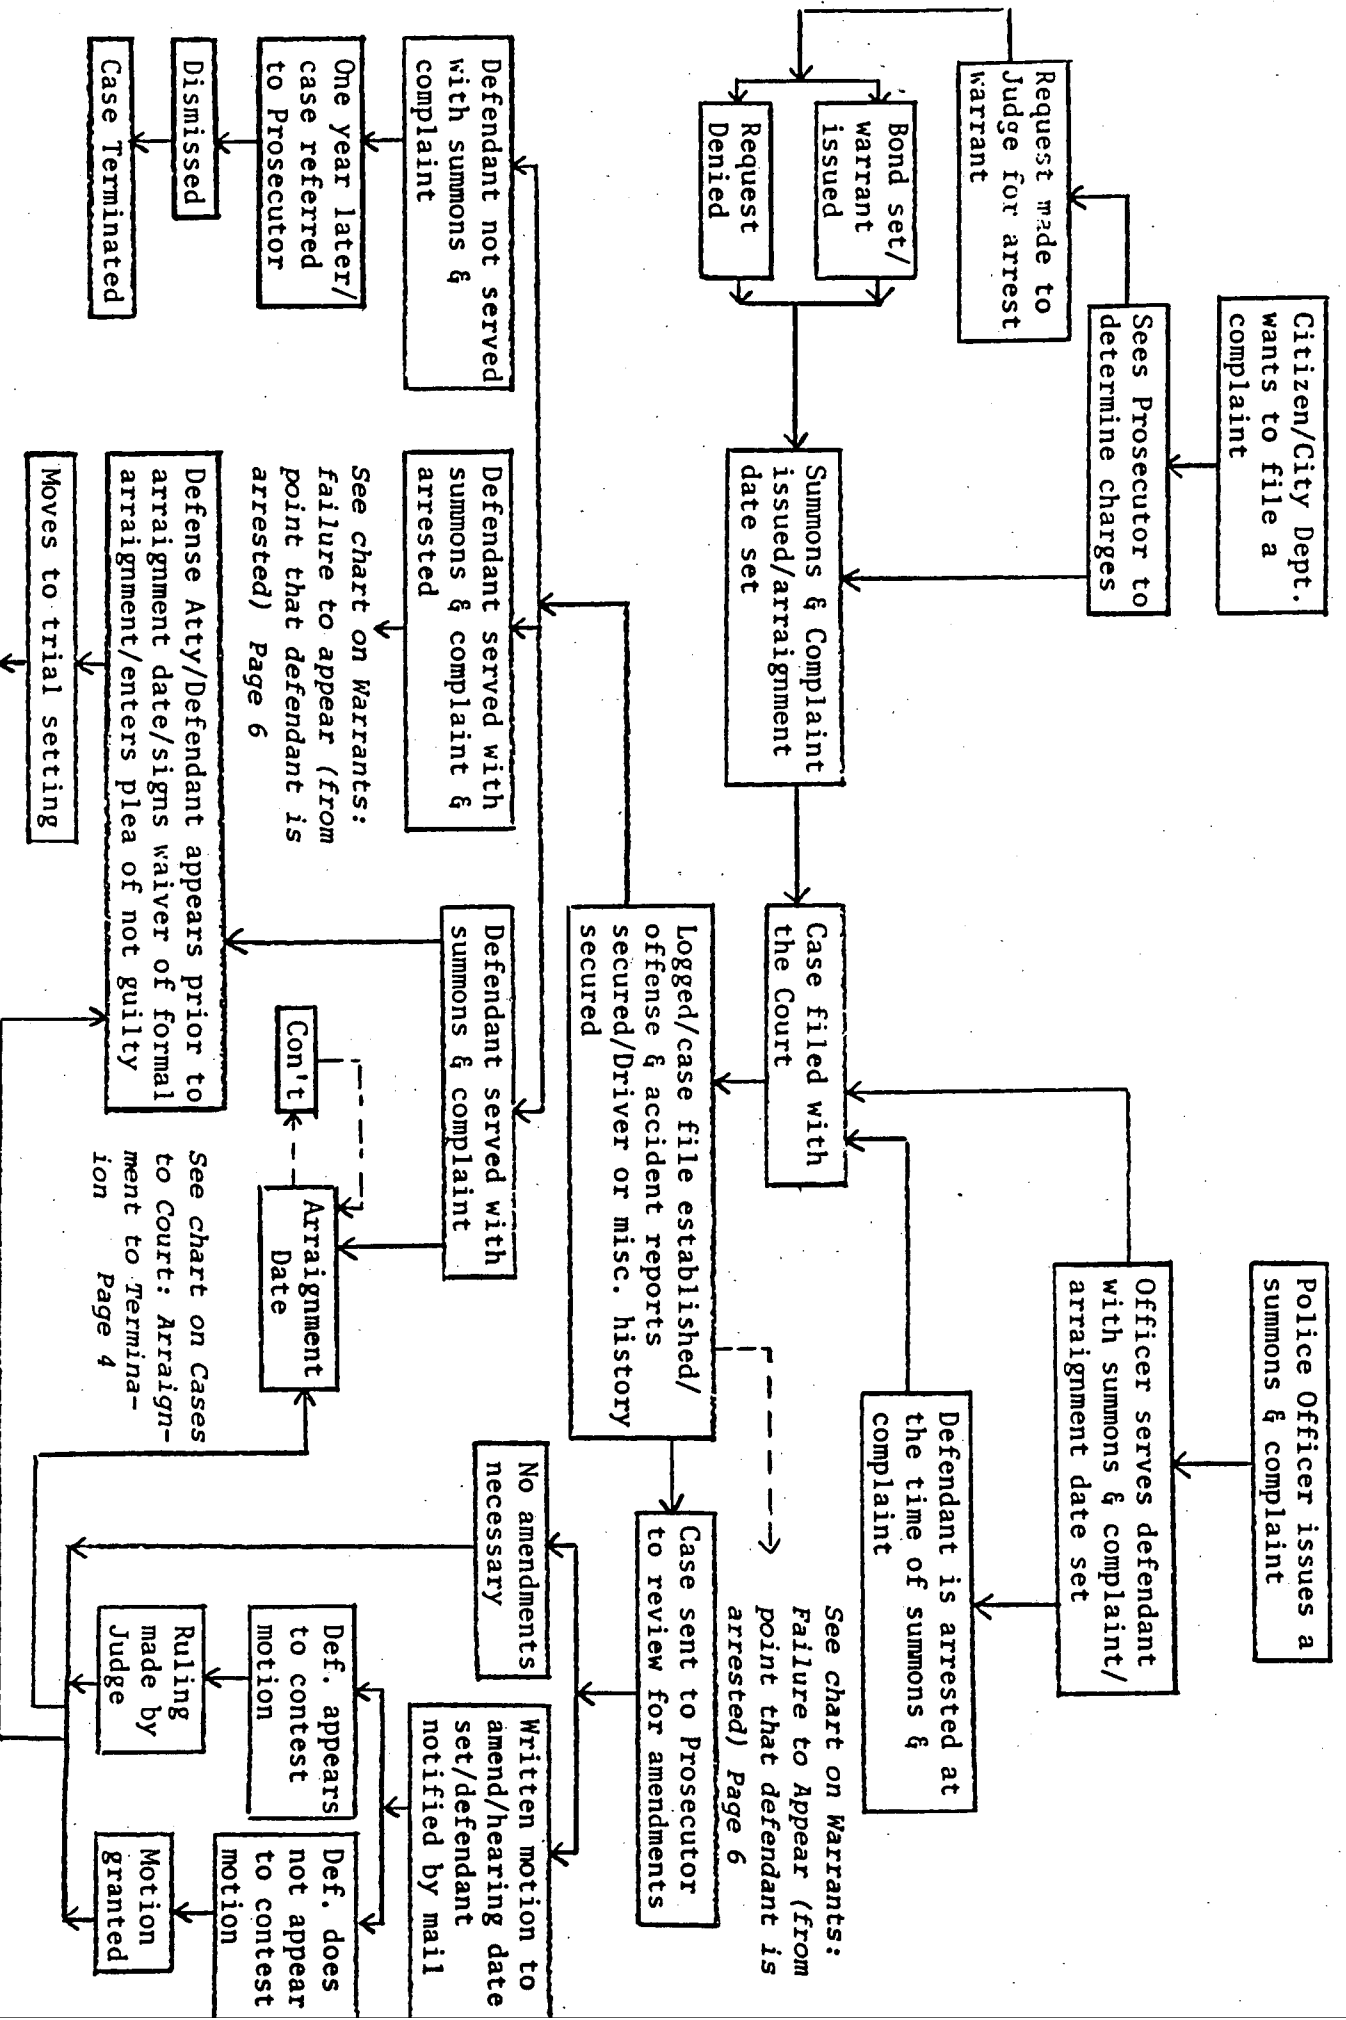 Citizen/City Dept.
wants to file a
complaint
Sees Prosecutor to
determine charges
Request made to
Judge for arrest
warrant
Bond set/
warrant
issued
Request
Denied
Summons & Complaint
issued/arraignment
date set
Police Officer issues a
summons & complaint
Officer serves defendant
with summons & complaint/
arraignment date set
Defendant is arrested at
the time of summons &
complaint
Case filed with
the Court
Logged/case file established/
offense & accident reports
secured/Driver or misc. history
secured
See chart on Warrants:
Failure to Appear (from
point that defendant is
arrested) Page 6
Case sent to Prosecutor
to review for amendments
No amendments
necessary
Written motion to
amend/hearing date
set/defendant
notified by mail
Def. appears
to contest
motion
Def. does
not appear
to contest
motion
Ruling
made by
Judge
Motion
granted
Defendant not served
with summons &
complaint
One year later/
case referred
to Prosecutor
Dismissed
Case Terminated
Defendant served with
summons & complaint &
arrested
See chart on Warrants:
failure to appear (from
point that defendant is
arrested) Page 6
Defendant served with
summons & complaint
Con't
Arraignment
Date
Defense Atty/Defendant appears prior to
arraignment date/signs waiver of formal
arraignment/enters plea of not guilty
Moves to trial setting
See chart on Cases
to Court: Arraign-
ment to Termina-
ion Page 4